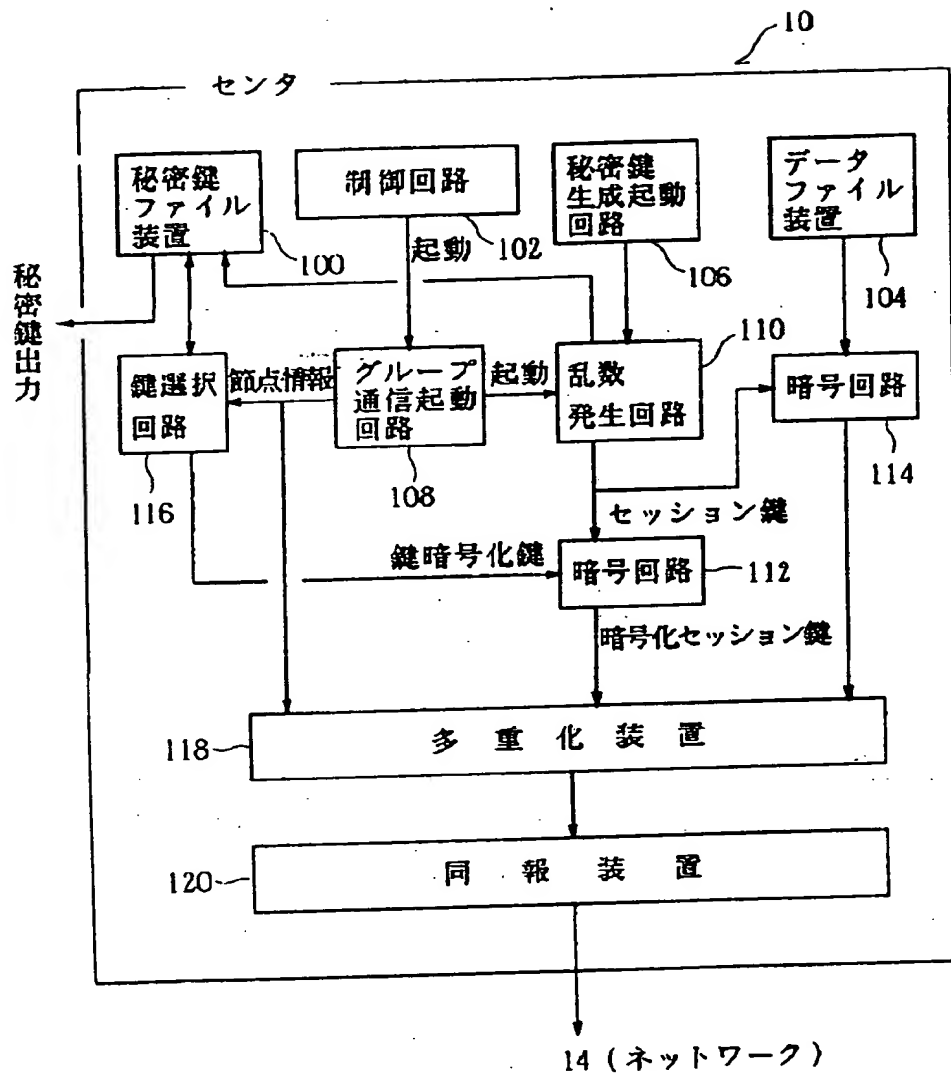 10
センタ
秘密鍵
ファイル
装置
100
制御回路
102
起動
秘密鍵
生成起動
回路
106
データ
ファイル
装置
104
秘密鍵出力
鍵選択
回路
116
節点情報
グループ
通信起動
回路
108
起動
乱数
発生回路
110
暗号回路
114
セッション鍵
鍵暗号化鍵
暗号回路
112
暗号化セッション鍵
118
多重化装置
120
同報装置
14 (ネットワーク)